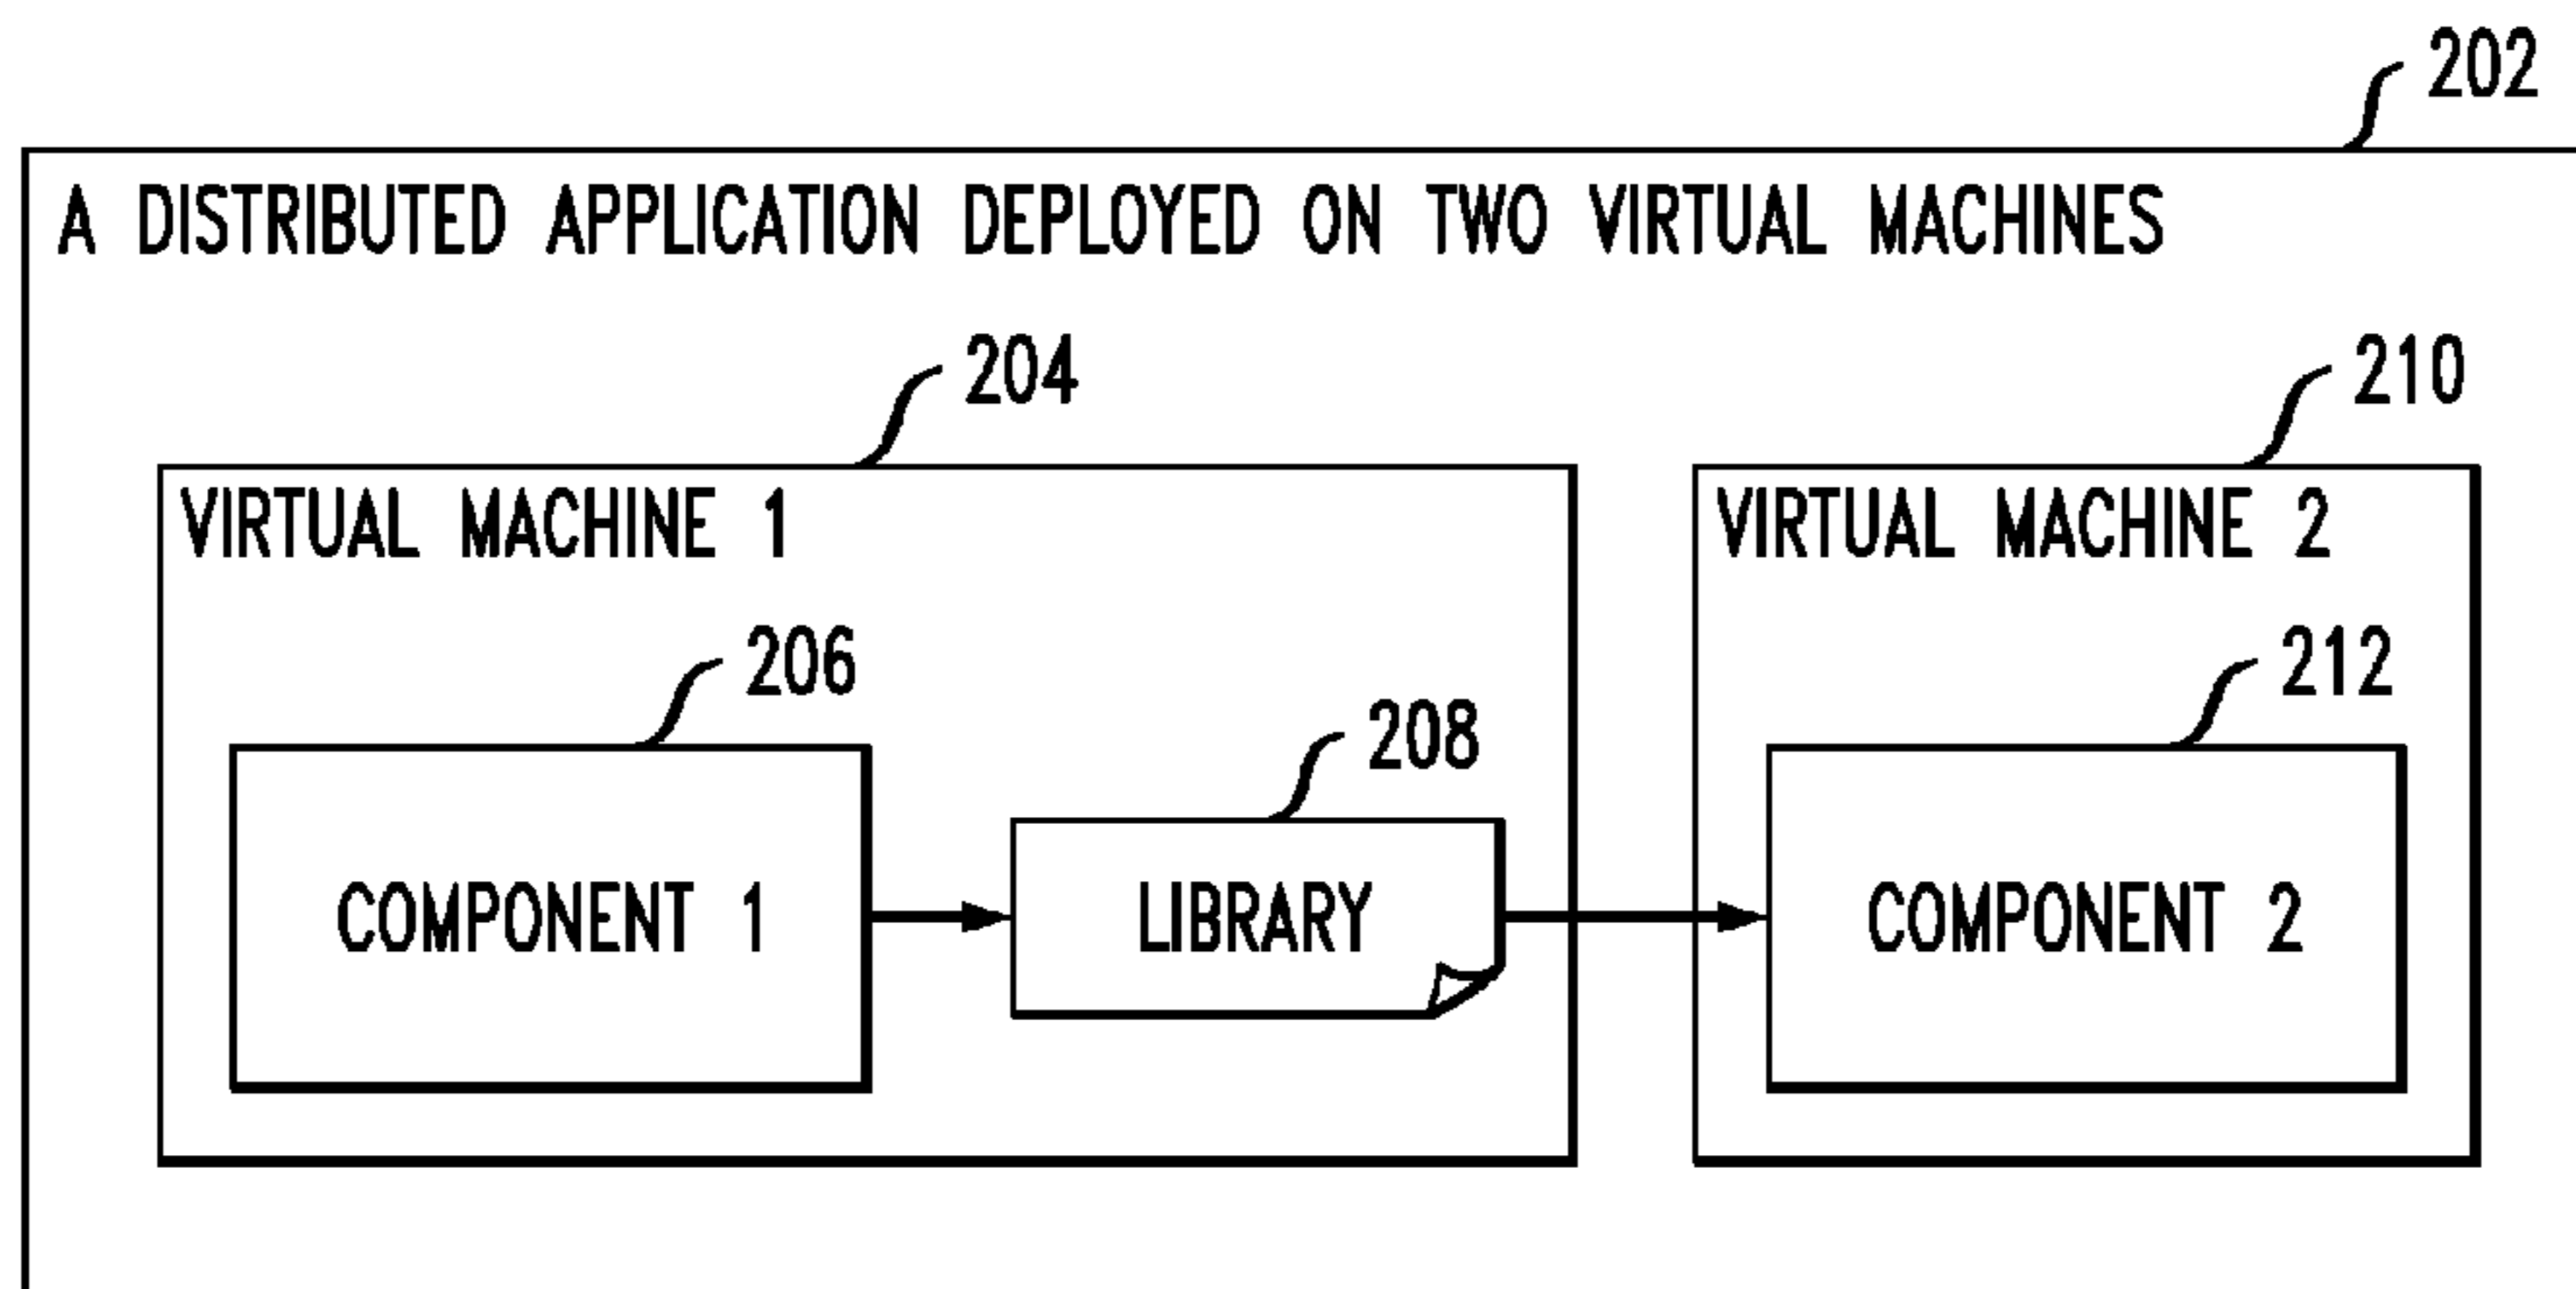 202
A DISTRIBUTED APPLICATION DEPLOYED ON TWO VIRTUAL MACHINES
204
210
VIRTUAL MACHINE 1
VIRTUAL MACHINE 2
206
212
208
COMPONENT 1
LIBRARY
COMPONENT 2